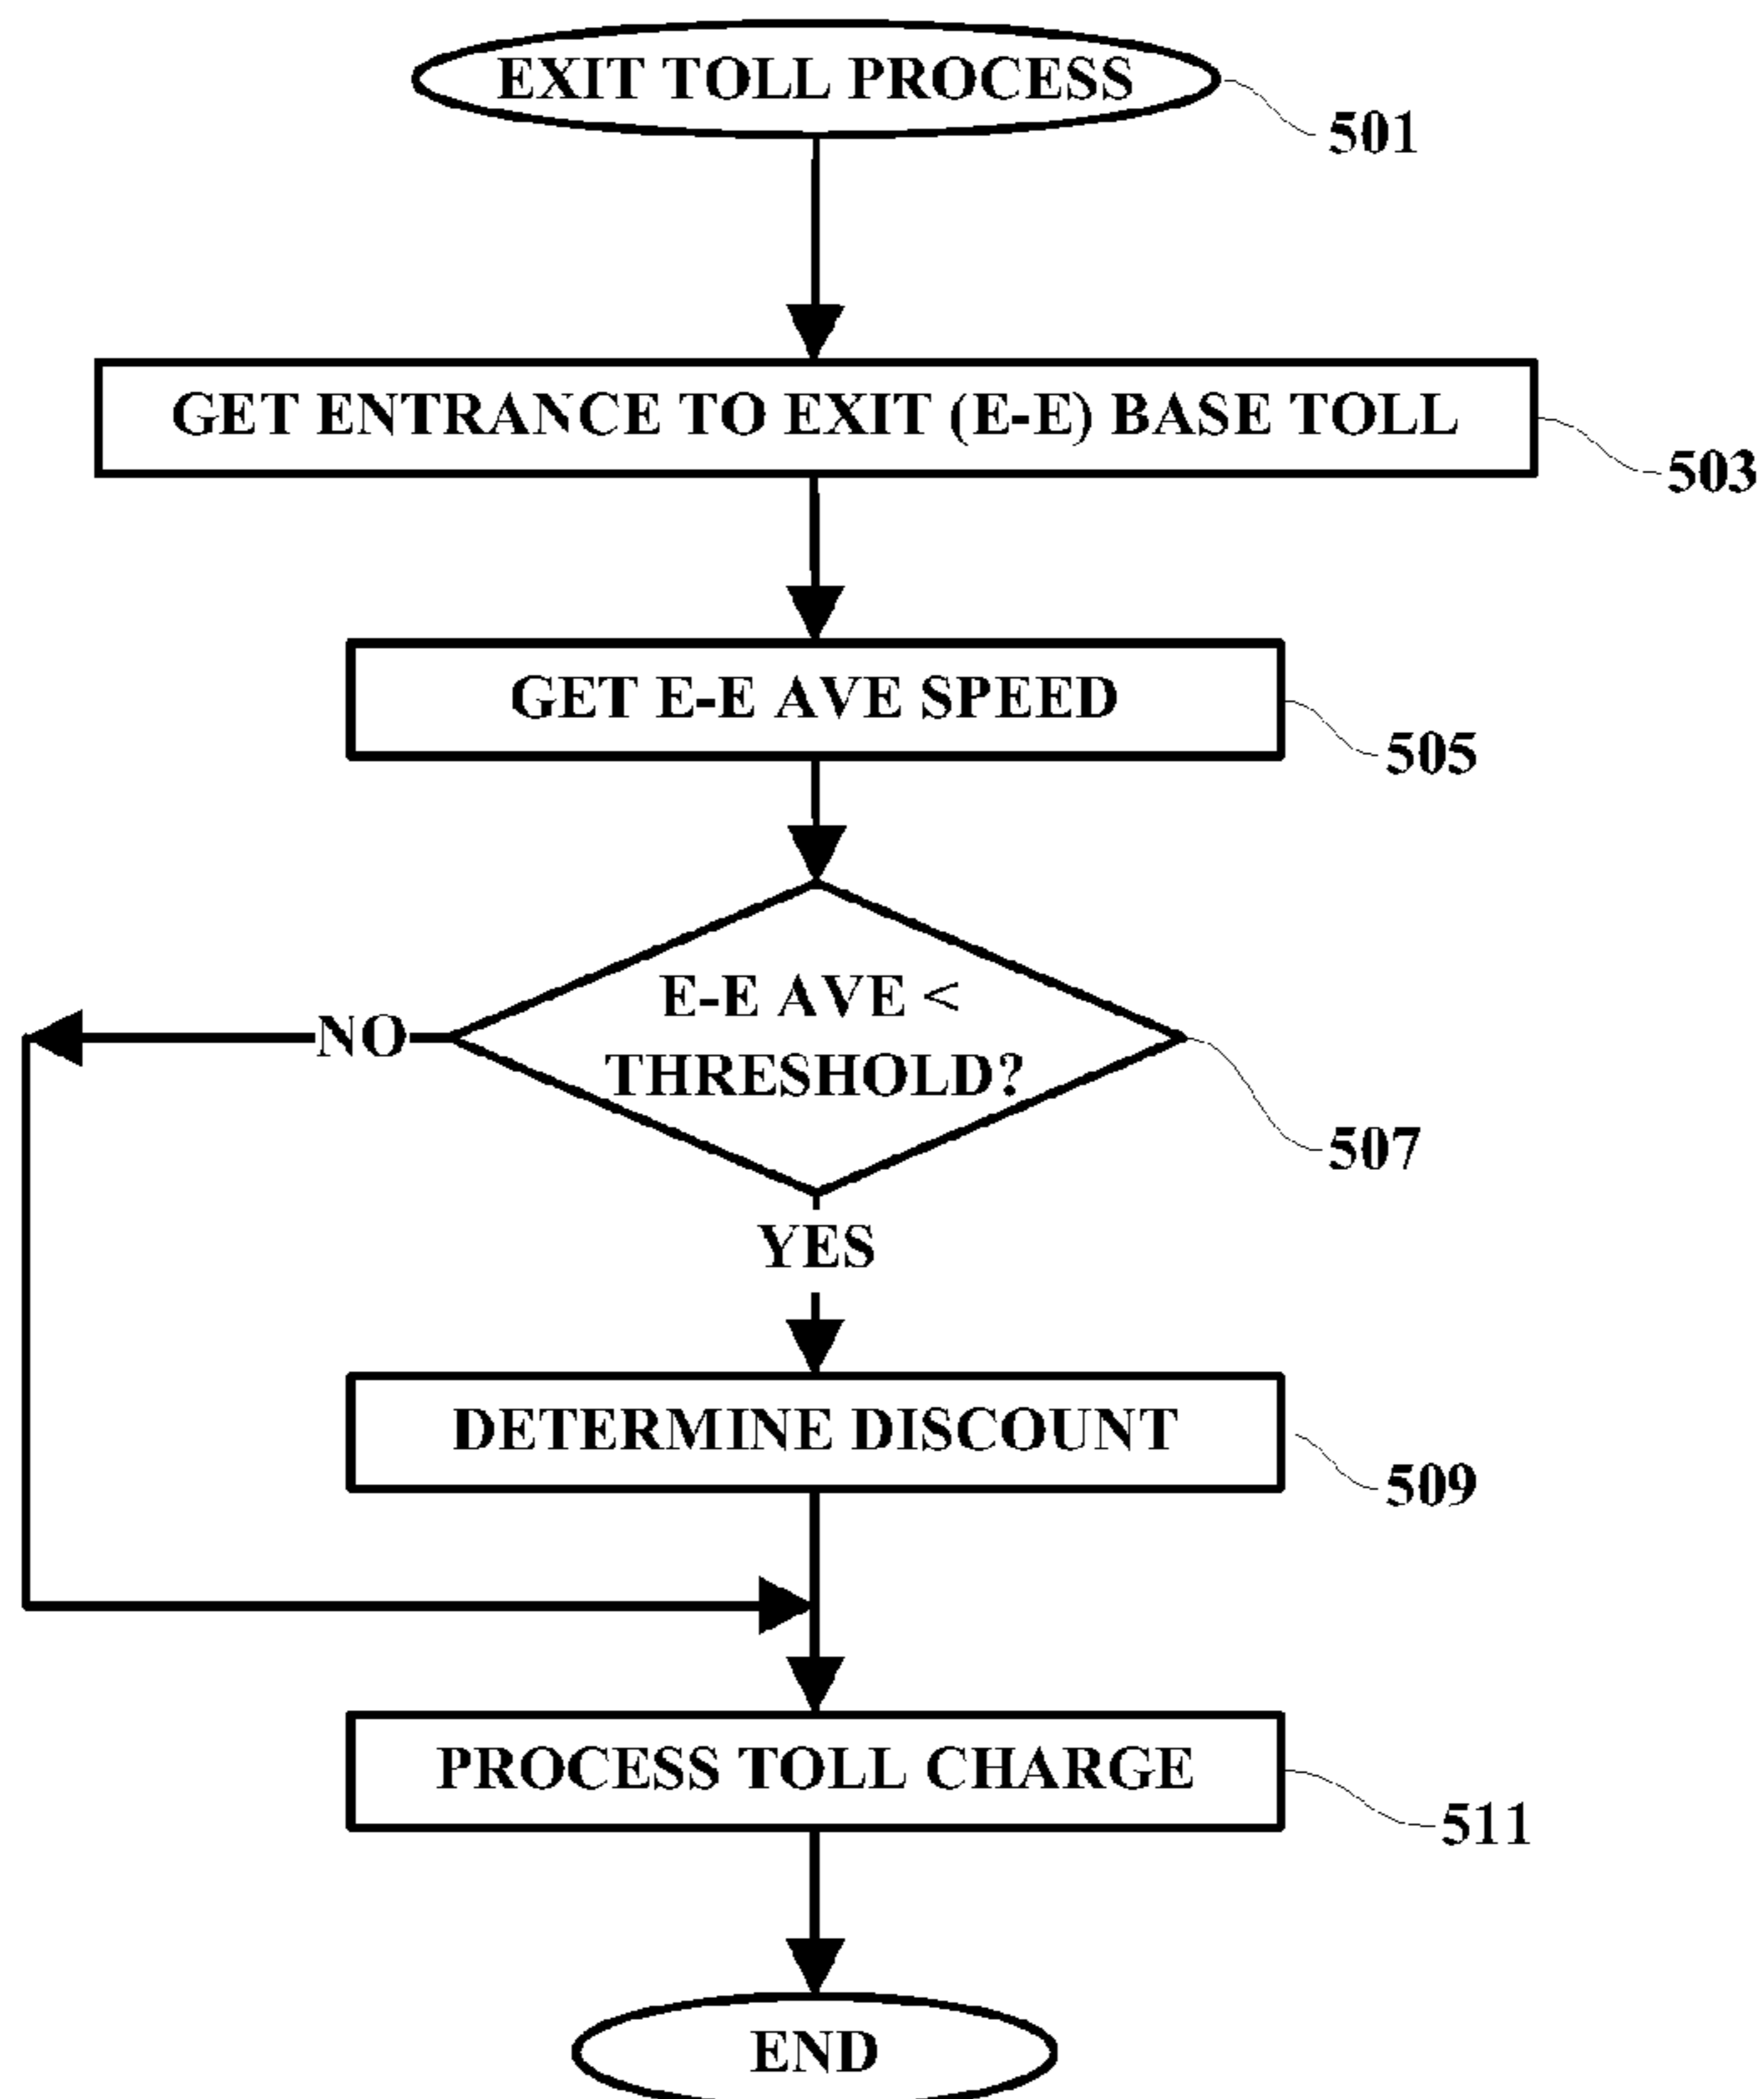 EXIT TOLL PROCESS
501
GET ENTRANCE TO EXIT (E-E) BASE TOLL
503
GET E-E AVE SPEED
505
E-E AVE <
THRESHOLD?
NO
507
YES
DETERMINE DISCOUNT
509
PROCESS TOLL CHARGE
511
END